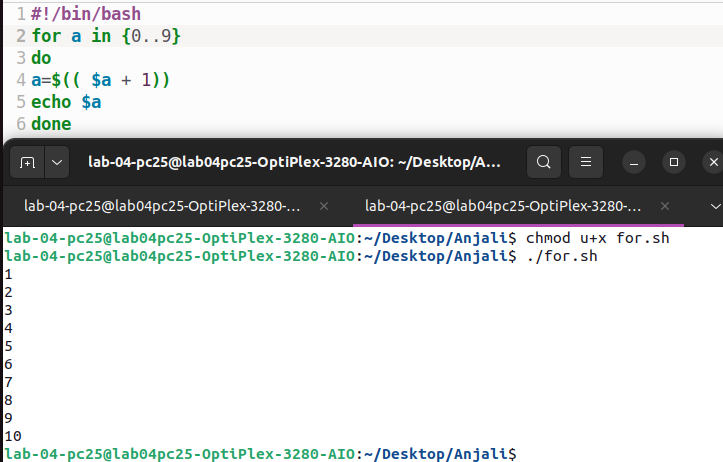 1 #!/bin/bash
2 for a in {0..9}
3 do
4 a=$(( $a + 1))
5 echo $a
6 done
lab-04-pc25@lab04pc25-OptiPlex-3280-AIO: ~/Desktop/A...
lab-04-pc25@lab04pc25-OptiPlex-3280-... × lab-04-pc25@lab04pc25-OptiPlex-3280-... ×
lab-04-pc25@lab04pc25-OptiPlex-3280-AIO:~/Desktop/Anjali$ chmod u+x for.sh
lab-04-pc25@lab04pc25-OptiPlex-3280-AIO:~/Desktop/Anjali$ ./for.sh
1
2
3
4
5
6
7
8
9
10
lab-04-pc25@lab04pc25-OptiPlex-3280-AIO:~/Desktop/Anjali$